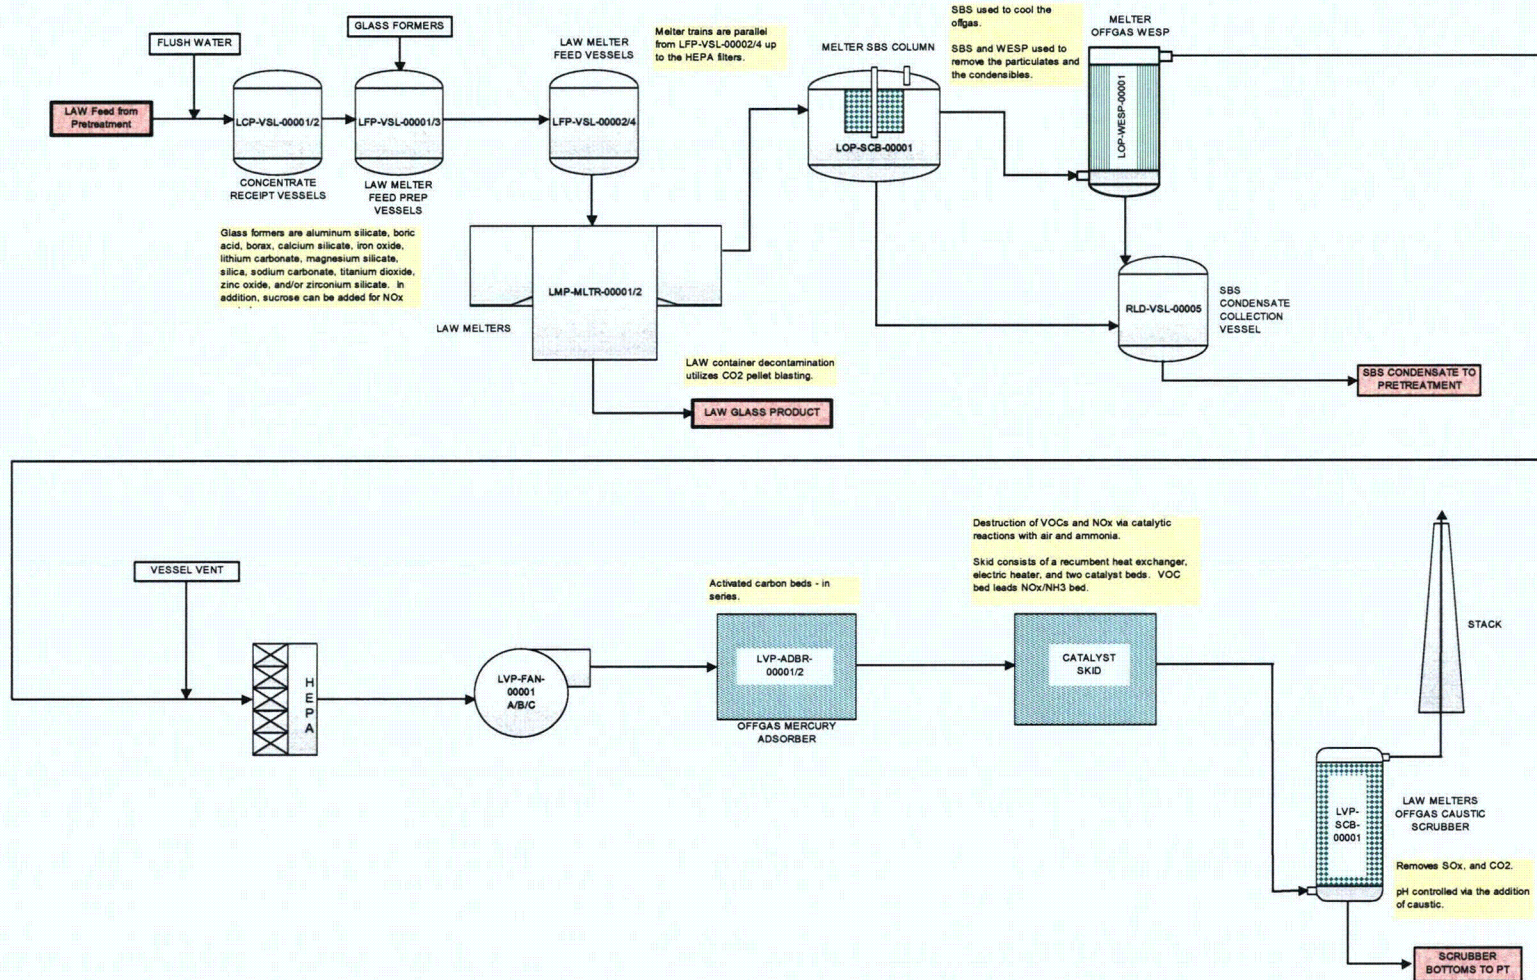 FLUSH WATER
GLASS FORMERS
LAW MELTER
FEED VESSELS
Melter trains are parallel
from LFP-VSL-00002/4 up
to the HEPA filters.
MELTER SBS COLUMN
SBS used to cool the
offgas.
SBS and WESP used to
remove the particulates and
the condensibles.
MELTER
OFFGAS WESP
LAW Feed from
Pretreatment
LCP-VSL-00001/2
LFP-VSL-00001/3
LFP-VSL-00002/4
LOP-SCB-00001
LOP-WESP-00001
CONCENTRATE
RECEIPT VESSELS
LAW MELTER
FEED PREP
VESSELS
Glass formers are aluminum silicate, boric
acid, borax, calcium silicate, iron oxide,
lithium carbonate, magnesium silicate,
silica, sodium carbonate, titanium dioxide,
zinc oxide, and/or zirconium silicate. In
addition, sucrose can be added for NOx
LMP-MLTR-00001/2
LAW MELTERS
RLD-VSL-00005
SBS
CONDENSATE
COLLECTION
VESSEL
LAW container decontamination
utilizes CO2 pellet blasting.
LAW GLASS PRODUCT
SBS CONDENSATE TO
PRETREATMENT
VESSEL VENT
HEPA
LVP-FAN-
00001
A/B/C
Activated carbon beds - in
series.
LVP-ADBR-
00001/2
OFFGAS MERCURY
ADSORBER
Destruction of VOCs and NOx via catalytic
reactions with air and ammonia.
Skid consists of a recumbent heat exchanger,
electric heater, and two catalyst beds. VOC
bed leads NOx/NH3 bed.
CATALYST
SKID
STACK
LVP-
SCB-
00001
LAW MELTERS
OFFGAS CAUSTIC
SCRUBBER
Removes SOx, and CO2.
pH controlled via the addition
of caustic.
SCRUBBER
BOTTOMS TO PT